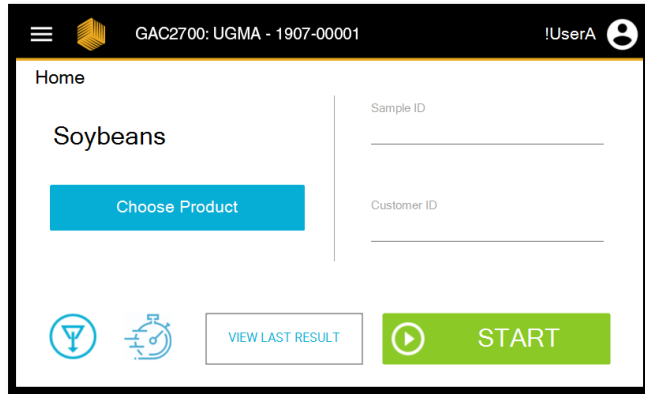 GAC2700: UGMA - 1907-00001
!UserA
Home
Soybeans
Choose Product
Sample ID
Customer ID
VIEW LAST RESULT
START